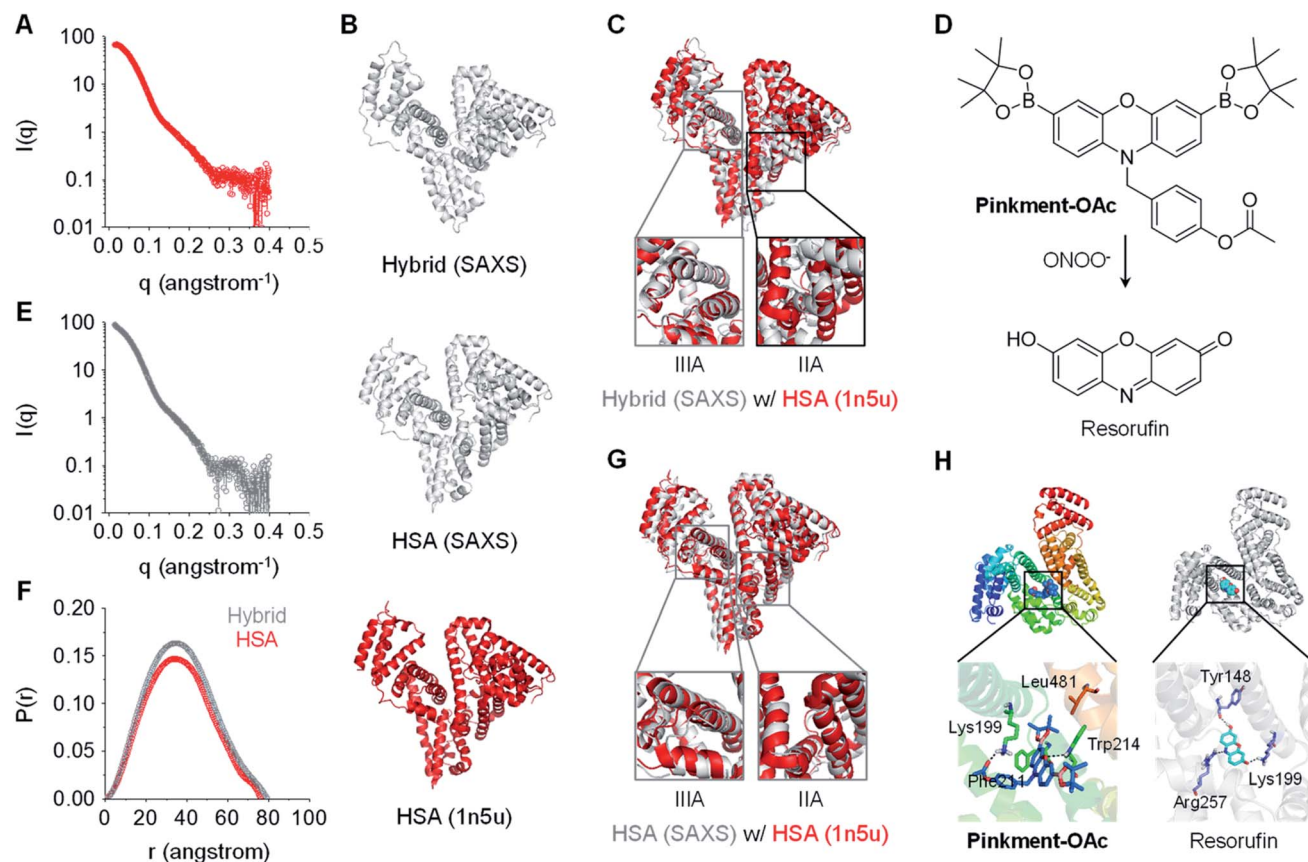 A
I(q)
100
10
1
0.1
0.01
0.0 0.1 0.2 0.3 0.4 0.5
q (angstrom-1)
B
Hybrid (SAXS)
C
IIIA
IIA
Hybrid (SAXS) w/ HSA (1n5u)
D
O
B
O
O
B
O
O
N
O
O
Pinkment-OAc
ONOO-
HO
O
O
N
Resorufin
E
I(q)
100
10
1
0.1
0.01
0.0 0.1 0.2 0.3 0.4 0.5
q (angstrom-1)
HSA (SAXS)
F
P(r)
0.20
0.15
0.10
0.05
0.00
Hybrid
HSA
0 20 40 60 80 100
r (angstrom)
HSA (1n5u)
G
IIIA
IIA
HSA (SAXS) w/ HSA (1n5u)
H
Leu481
Lys199
Trp214
Phe211
Pinkment-OAc
Tyr148
Lys199
Arg257
Resorufin